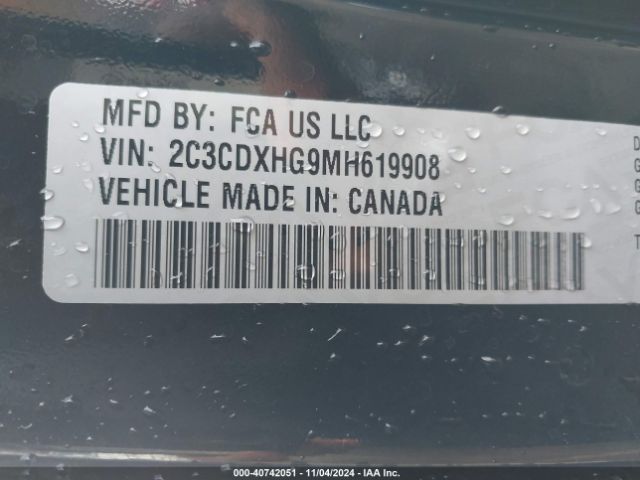 MFD BY: FCA US LLC
VIN: 2C3CDXHG9MH619908
VEHICLE MADE IN: CANADA
D
G
G
G
T
000-40742051 - 11/04/2024 - IAA Inc.